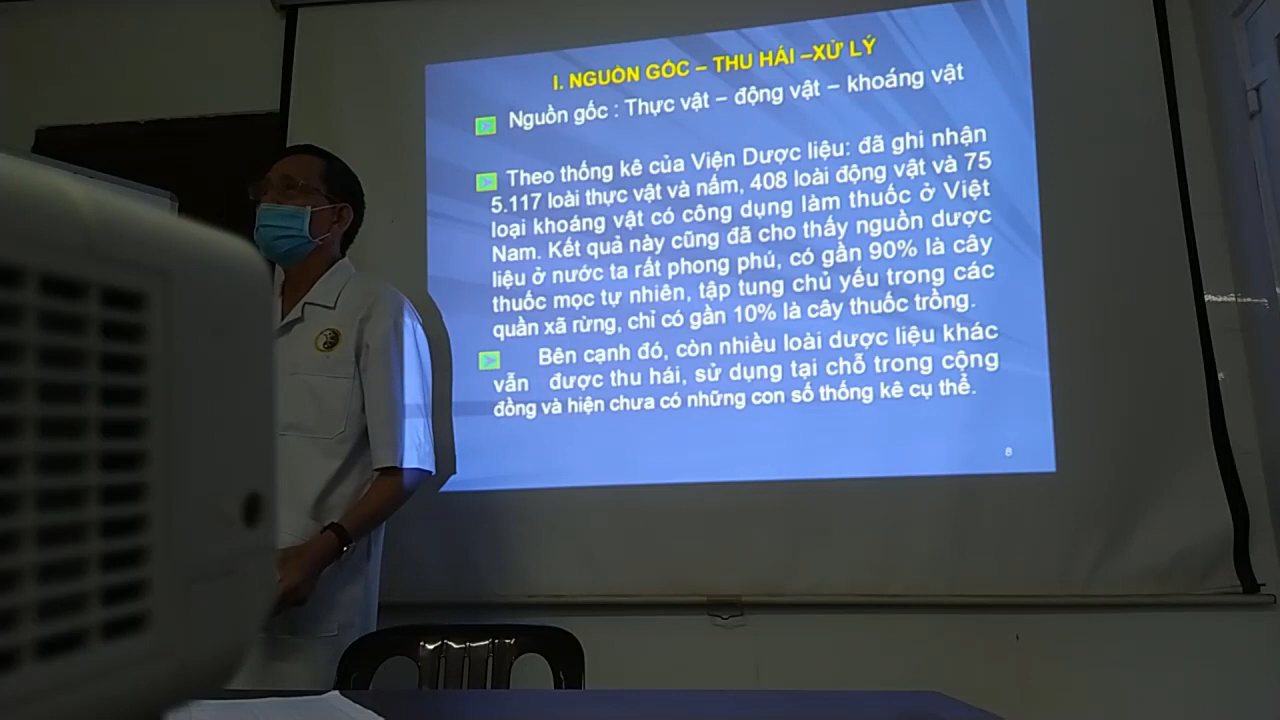 I. NGUỒN GỐC – THU HÁI –XỬ LÝ
Nguồn gốc : Thực vật – động vật – khoáng vật
Theo thống kê của Viện Dược liệu: đã ghi nhận
5.117 loài thực vật và nấm, 408 loài động vật và 75
loại khoáng vật có công dụng làm thuốc ở Việt
Nam. Kết quả này cũng đã cho thấy nguồn dược
liệu ở nước ta rất phong phú, có gần 90% là cây
thuốc mọc tự nhiên, tập tung chủ yếu trong các
quần xã rừng, chỉ có gần 10% là cây thuốc trồng.
Bên cạnh đó, còn nhiều loài dược liệu khác
vẫn được thu hái, sử dụng tại chỗ trong cộng
đồng và hiện chưa có những con số thống kê cụ thể.
8